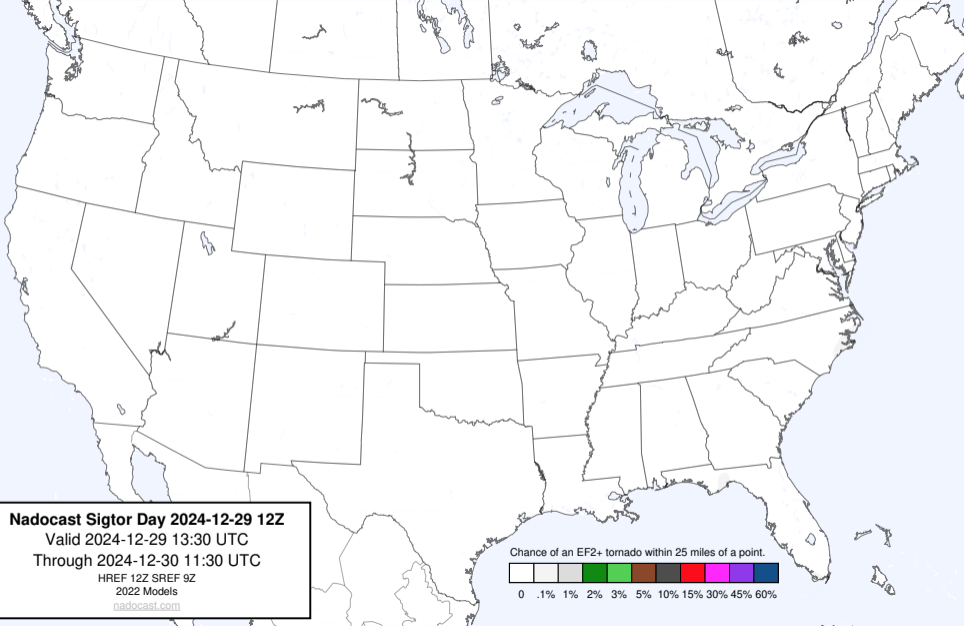 Nadocast Sigtor Day 2024-12-29 12Z
Valid 2024-12-29 13:30 UTC
Through 2024-12-30 11:30 UTC
HREF 12Z SREF 9Z
2022 Models
nadocast.com
Chance of an EF2+ tornado within 25 miles of a point.
0 .1% 1% 2% 3% 5% 10% 15% 30% 45% 60%